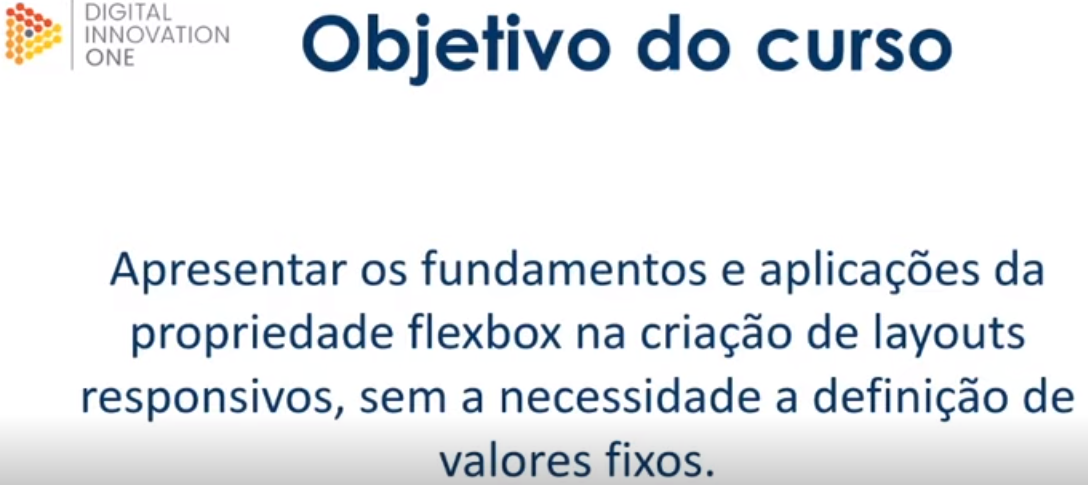 DIGITAL
INNOVATION
ONE
Objetivo do curso
Apresentar os fundamentos e aplicações da
propriedade flexbox na criação de layouts
responsivos, sem a necessidade a definição de
valores fixos.